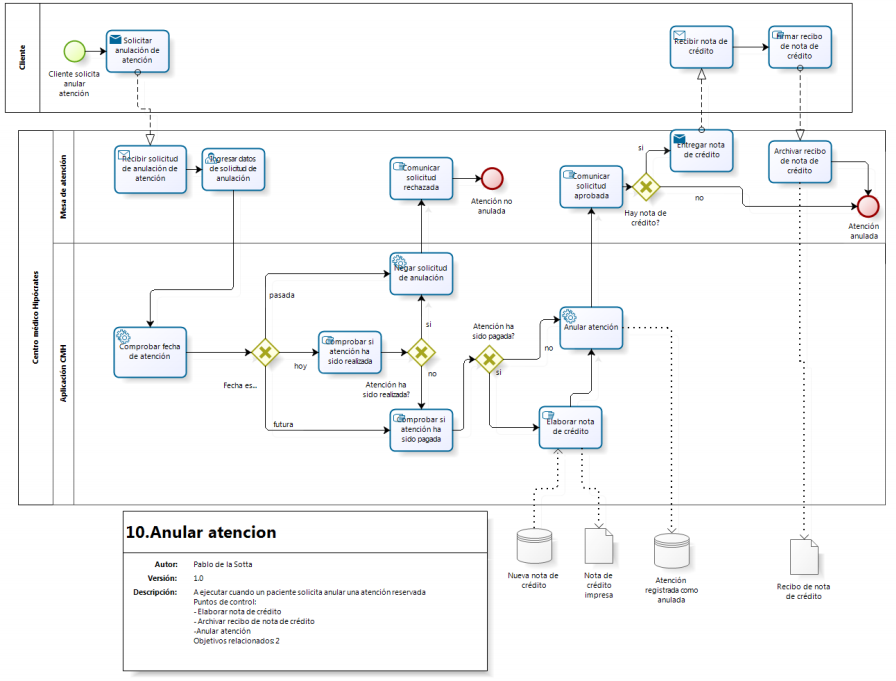 Cliente
Cliente solicita
anular
atención
Solicitar
anulación de
atención
Recibir nota de
crédito
Firmar recibo
de nota de
crédito
Centro médico Hipócrates
Mesa de atención
Recibir solicitud
de anulación de
atención
Ingresar datos
de solitud de
anulación
Comunicar
solicitud
rechazada
Atención no
anulada
Comunicar
solicitud
aprobada
Hay nota de
crédito?
si
no
Entregar nota
de crédito
Archivar recibo
de nota de
crédito
Atención
anulada
Aplicación CMH
Comprobar fecha
de atención
Fecha es...
pasada
hoy
futura
Negar solicitud
de anulación
Comprobar si
atención ha
sido realizada
Atención ha
sido realizada?
si
no
Comprobar si
atención ha
sido pagada
Atención ha
sido pagada?
no
si
Anular atención
Elaborar nota
de crédito
Nueva nota de
crédito
Nota de
crédito
impresa
Atención
registrada como
anulada
Recibo de nota
de crédito
10.Anular atencion
Autor: Pablo de la Sotta
Versión: 1.0
Descripción: A ejecutar cuando un paciente solicita anular una atención reservada
Puntos de control:
- Elaborar nota de crédito
- Archivar recibo de nota de crédito
-Anular atención
Objetivos relacionados: 2